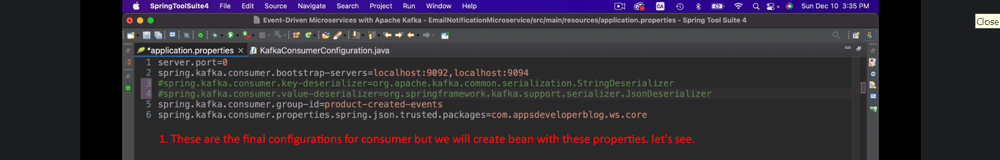 SpringToolSuite4 File Edit Source Navigate Search Project Run Window Help CA Sun Dec 10 3:35 PM
Event-Driven Microservices with Apache Kafka - EmailNotificationMicroservice/src/main/resources/application.properties - Spring Tool Suite 4
Close
*application.properties KafkaConsumerConfiguration.java
1 server.port=0
2 spring.kafka.consumer.bootstrap-servers=localhost:9092,localhost:9094
3 #spring.kafka.consumer.key-deserializer=org.apache.kafka.common.serialization.StringDeserializer
4 #spring.kafka.consumer.value-deserializer=org.springframework.kafka.support.serializer.JsonDeserializer
5 spring.kafka.consumer.group-id=product-created-events
6 spring.kafka.consumer.properties.spring.json.trusted.packages=com.appsdeveloperblog.ws.core
1. These are the final configurations for consumer but we will create bean with these properties. let's see.